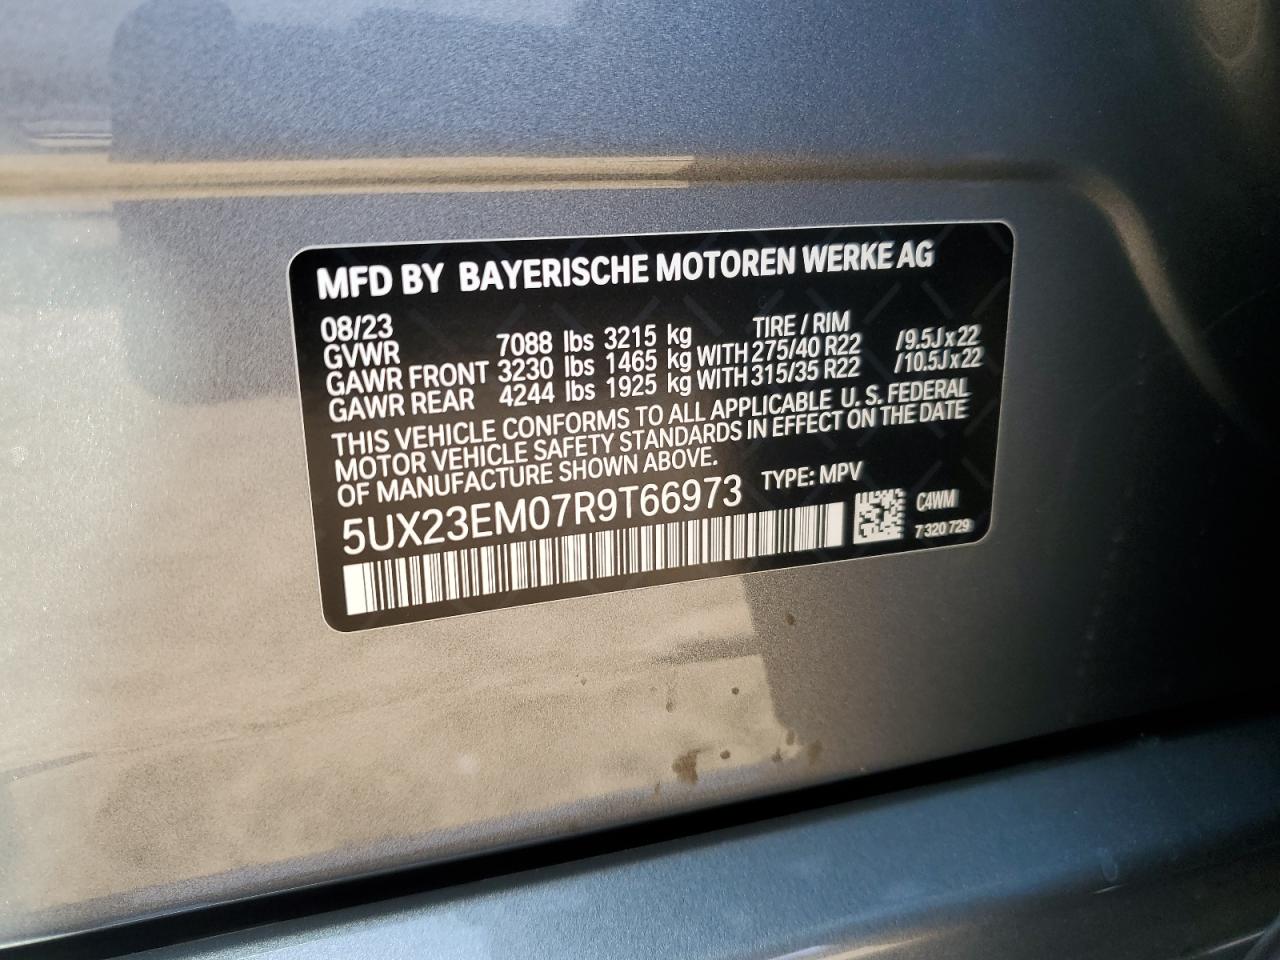 MFD BY BAYERISCHE MOTOREN WERKE AG
08/23 TIRE / RIM
GVWR 7088 lbs 3215 kg
GAWR FRONT 3230 lbs 1465 kg WITH 275/40 R22 /9.5J x 22
GAWR REAR 4244 lbs 1925 kg WITH 315/35 R22 /10.5J x 22
THIS VEHICLE CONFORMS TO ALL APPLICABLE U. S. FEDERAL
MOTOR VEHICLE SAFETY STANDARDS IN EFFECT ON THE DATE
OF MANUFACTURE SHOWN ABOVE.
5UX23EM07R9T66973 TYPE: MPV
C4WM
7 320 729